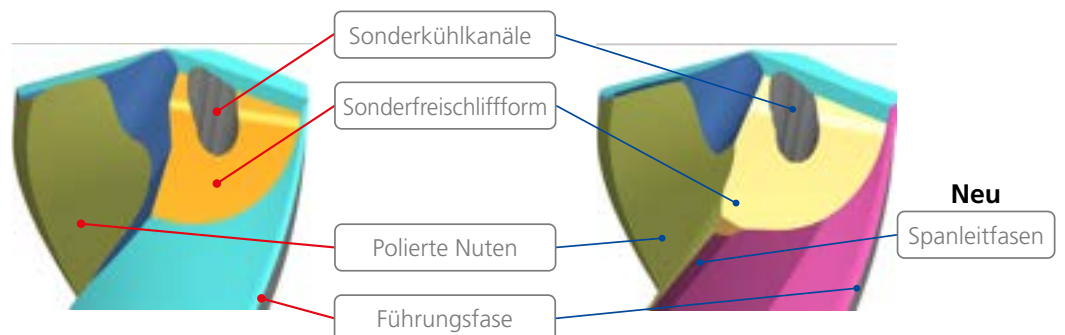 Sonderkühlkanäle
Sonderfreischliffform
Neu
Spanleitfasen
Polierte Nuten
Führungsfase